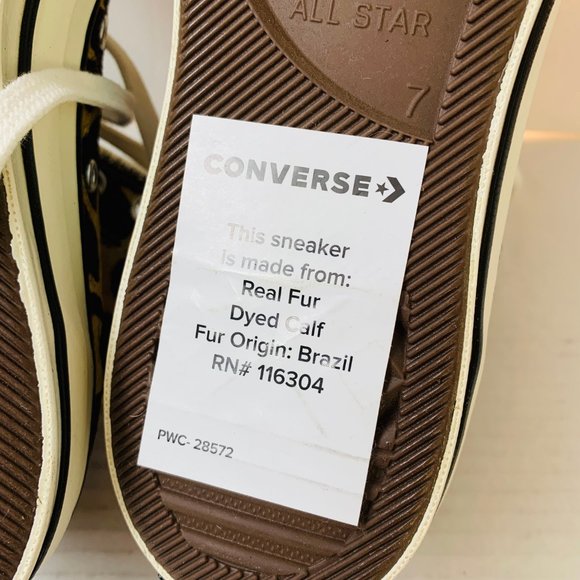 ALL STAR
7
CONVERSE
This sneaker
is made from:
Real Fur
Dyed Calf
Fur Origin: Brazil
RN# 116304
PWC- 28572